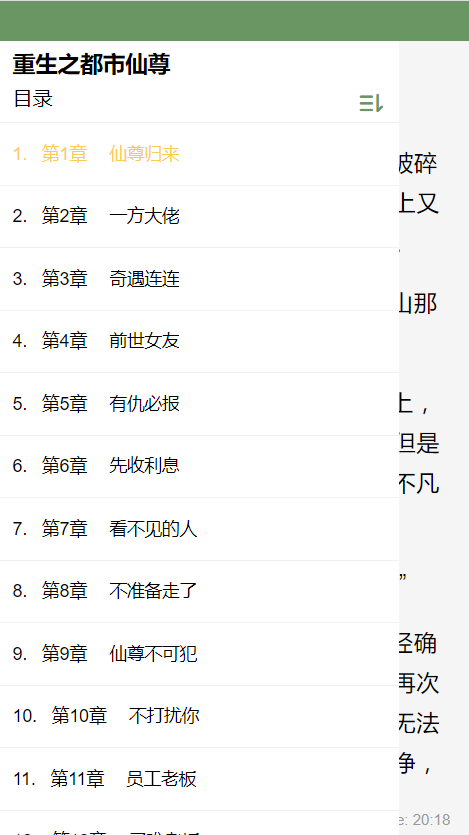 重生之都市仙尊
目录
1. 第1章 仙尊归来
2. 第2章 一方大佬
3. 第3章 奇遇连连
4. 第4章 前世女友
5. 第5章 有仇必报
6. 第6章 先收利息
7. 第7章 看不见的人
8. 第8章 不准备走了
9. 第9章 仙尊不可犯
10. 第10章 不打扰你
11. 第11章 员工老板
破碎
上又
山那
上，
但是
不凡
”
经确
再次
无法
争，
e: 20:18